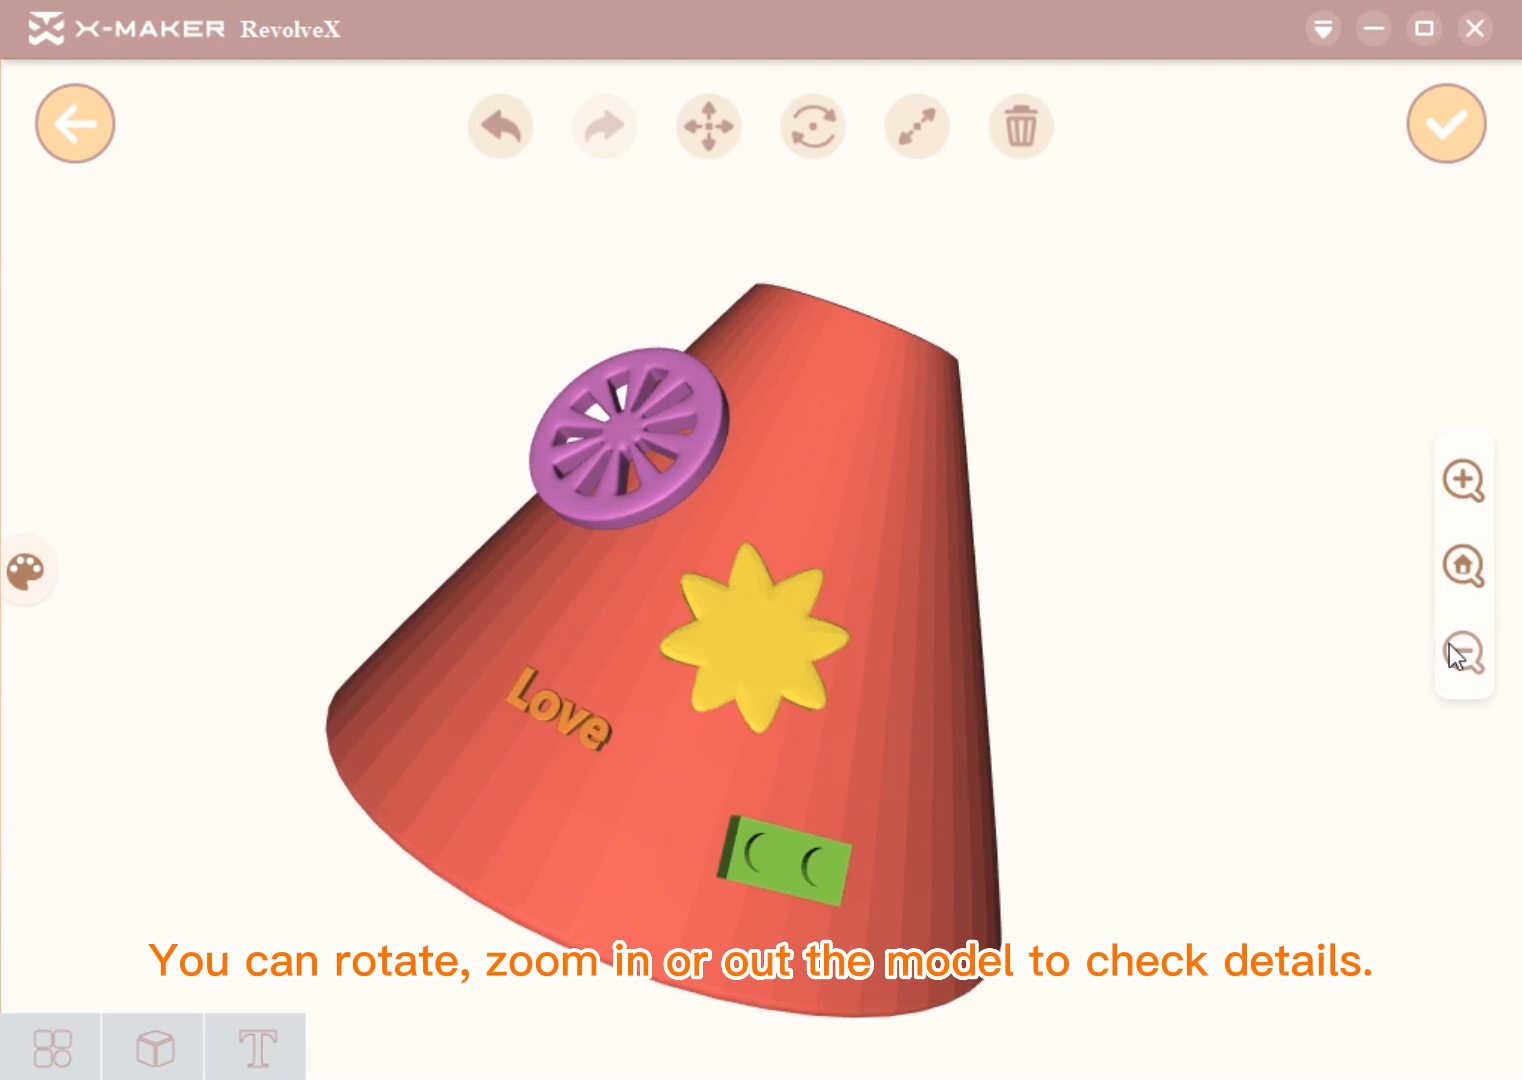 X-MAKER RevolveX
Love
You can rotate, zoom in or out the model to check details.
T